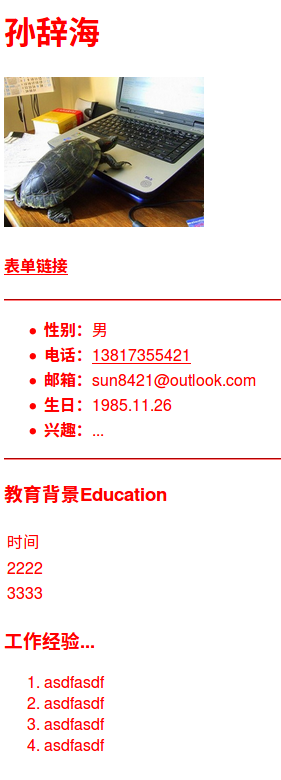 孙辞海
表单链接
性别：男
电话：13817355421
邮箱：sun8421@outlook.com
生日：1985.11.26
兴趣：...
教育背景Education
时间
2222
3333
工作经验...
1. asdfasdf
2. asdfasdf
3. asdfasdf
4. asdfasdf